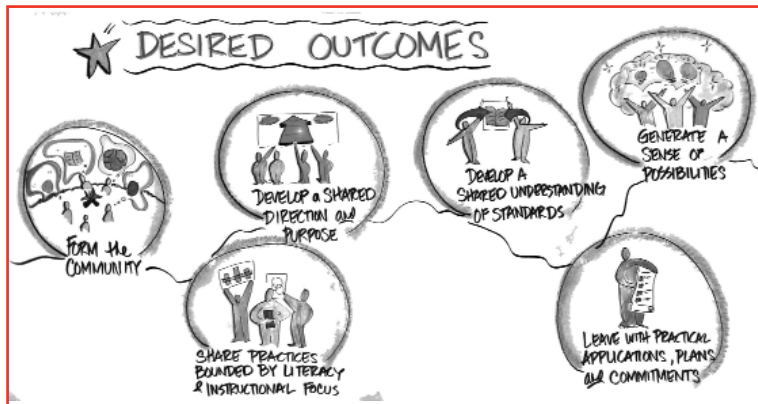 DESIRED OUTCOMES
FORM the
COMMUNITY
DEVELOP a SHARED
DIRECTION and
PURPOSE
SHARE PRACTICES
BOUNDED BY LITERACY
& INSTRUCTIONAL FOCUS
DEVELOP A
SHARED UNDERSTANDING
OF STANDARDS
GENERATE A
SENSE OF
POSSIBILITIES
LEAVE WITH PRACTICAL
APPLICATIONS, PLANS
and COMMITMENTS